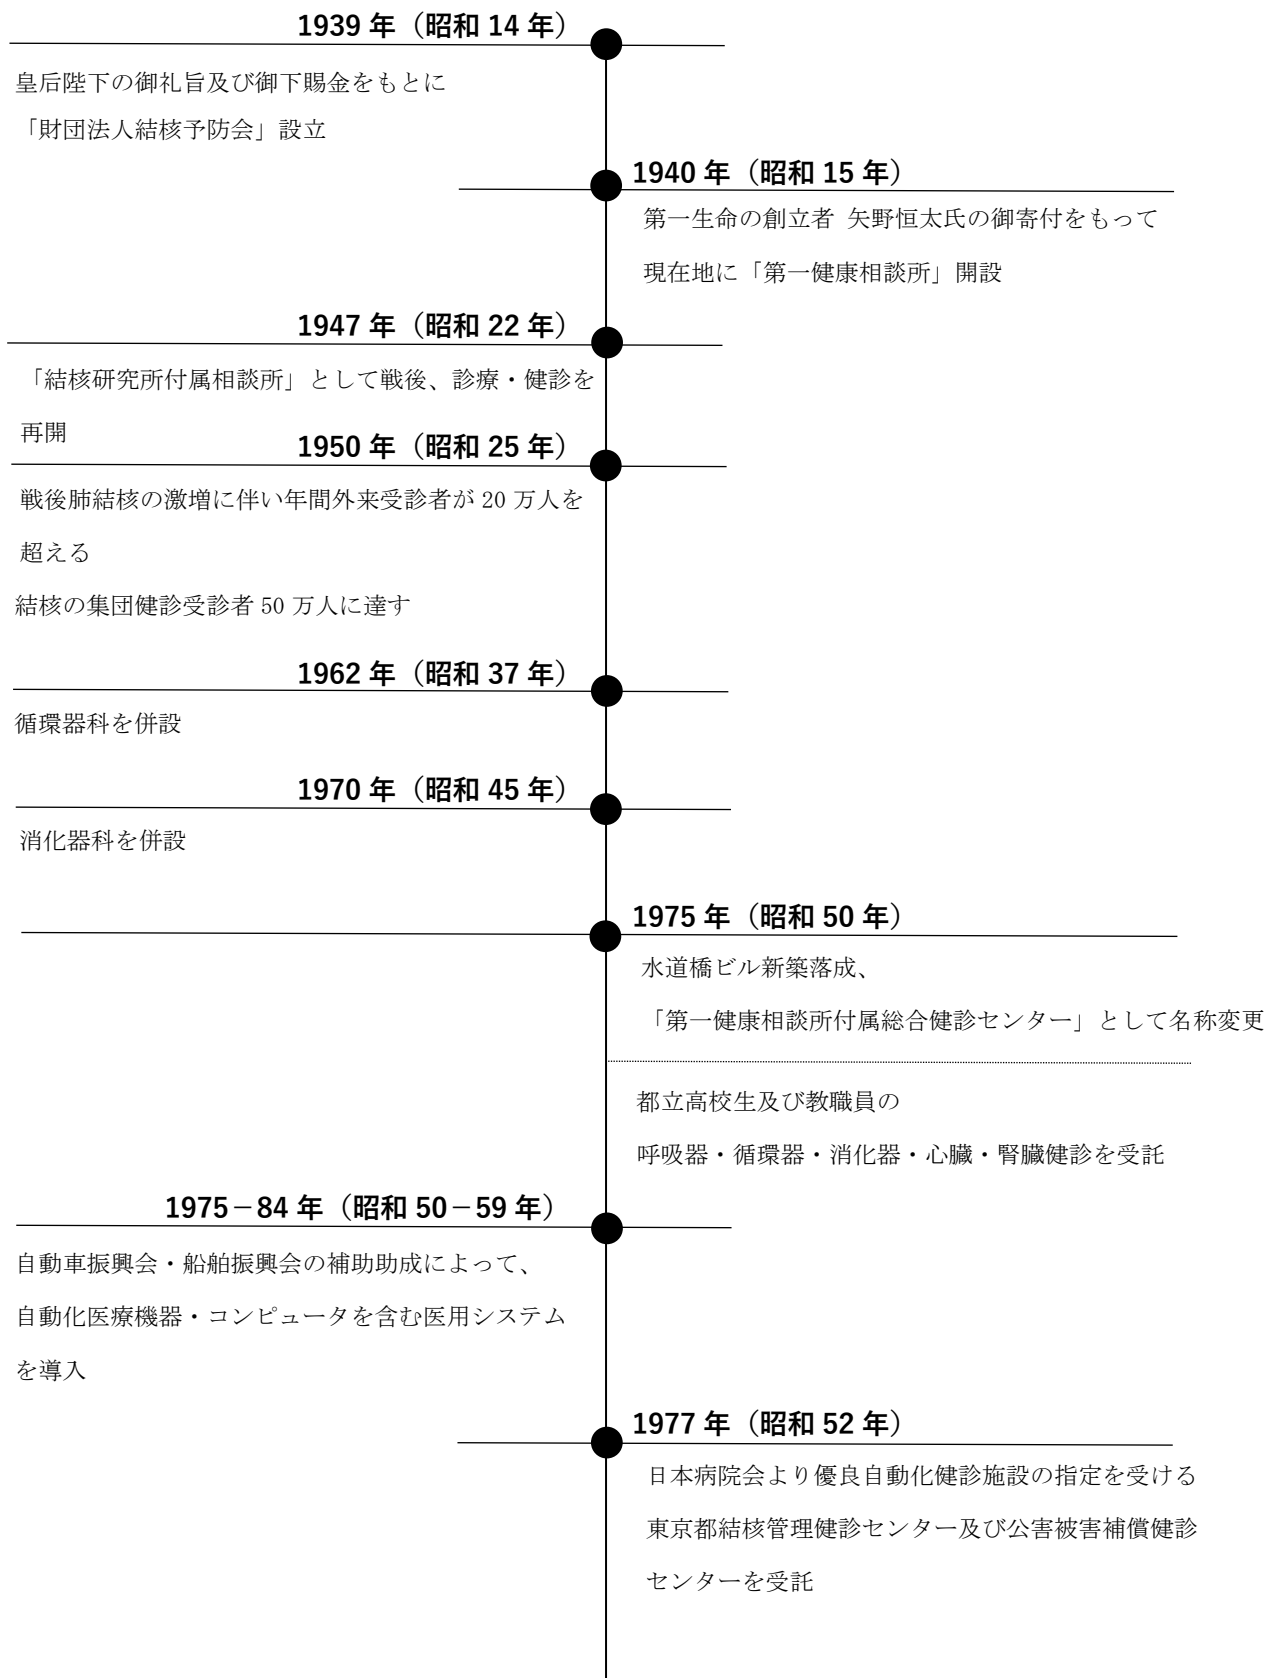 1939 年（昭和 14 年）
皇后陛下の御礼旨及び御下賜金をもとに
「財団法人結核予防会」設立
1940 年（昭和 15 年）
第一生命の創立者 矢野恒太氏の御寄付をもって
現在地に「第一健康相談所」開設
1947 年（昭和 22 年）
「結核研究所付属相談所」として戦後、診療・健診を
再開
1950 年（昭和 25 年）
戦後肺結核の激増に伴い年間外来受診者が 20 万人を
超える
結核の集団健診受診者 50 万人に達す
1962 年（昭和 37 年）
循環器科を併設
1970 年（昭和 45 年）
消化器科を併設
1975 年（昭和 50 年）
水道橋ビル新築落成、
「第一健康相談所付属総合健診センター」として名称変更
都立高校生及び教職員の
呼吸器・循環器・消化器・心臓・腎臓健診を受託
1975－84 年（昭和 50－59 年）
自動車振興会・船舶振興会の補助助成によって、
自動化医療機器・コンピュータを含む医用システム
を導入
1977 年（昭和 52 年）
日本病院会より優良自動化健診施設の指定を受ける
東京都結核管理健診センター及び公害被害補償健診
センターを受託